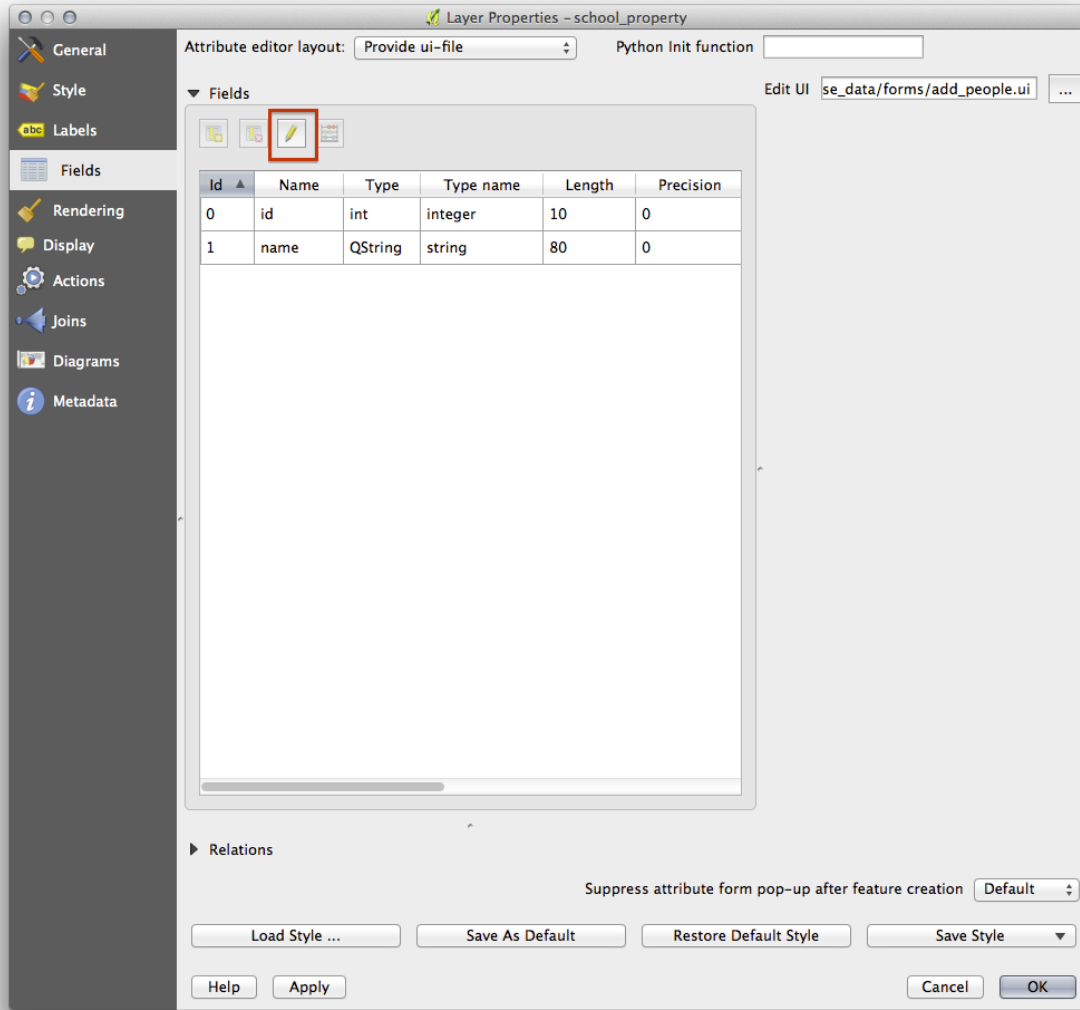 Layer Properties - school_property
General
Style
abc Labels
Fields
Rendering
Display
Actions
Joins
Diagrams
Metadata
Attribute editor layout: Provide ui-file Python Init function
Fields
Edit UI se_data/forms/add_people.ui ...
Id Name Type Type name Length Precision
0 id int integer 10 0
1 name QString string 80 0
Relations
Suppress attribute form pop-up after feature creation Default
Load Style ... Save As Default Restore Default Style Save Style
Help Apply Cancel OK